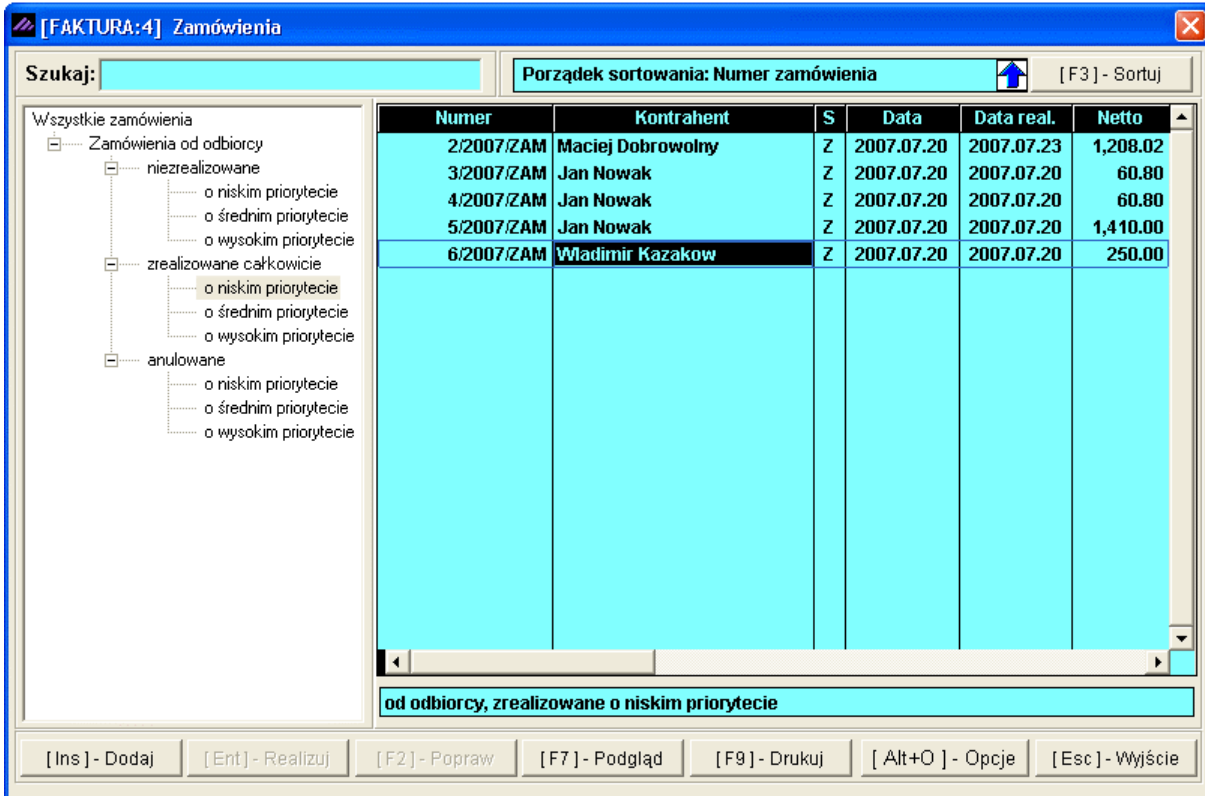 [FAKTURA:4] Zamówienia
Szukaj:
Porządek sortowania: Numer zamówienia
[F3] - Sortuj
Wszystkie zamówienia
Zamówienia od odbiorcy
niezrealizowane
o niskim priorytecie
o średnim priorytecie
o wysokim priorytecie
zrealizowane całkowicie
o niskim priorytecie
o średnim priorytecie
o wysokim priorytecie
anulowane
o niskim priorytecie
o średnim priorytecie
o wysokim priorytecie
Numer Kontrahent S Data Data real. Netto
2/2007/ZAM Maciej Dobrowolny Z 2007.07.20 2007.07.23 1,208.02
3/2007/ZAM Jan Nowak Z 2007.07.20 2007.07.20 60.80
4/2007/ZAM Jan Nowak Z 2007.07.20 2007.07.20 60.80
5/2007/ZAM Jan Nowak Z 2007.07.20 2007.07.20 1,410.00
6/2007/ZAM Władimir Kazakow Z 2007.07.20 2007.07.20 250.00
od odbiorcy, zrealizowane o niskim priorytecie
[Ins] - Dodaj [Ent] - Realizuj [F2] - Popraw [F7] - Podgląd [F9] - Drukuj [Alt+O ] - Opcje [Esc] - Wyjście